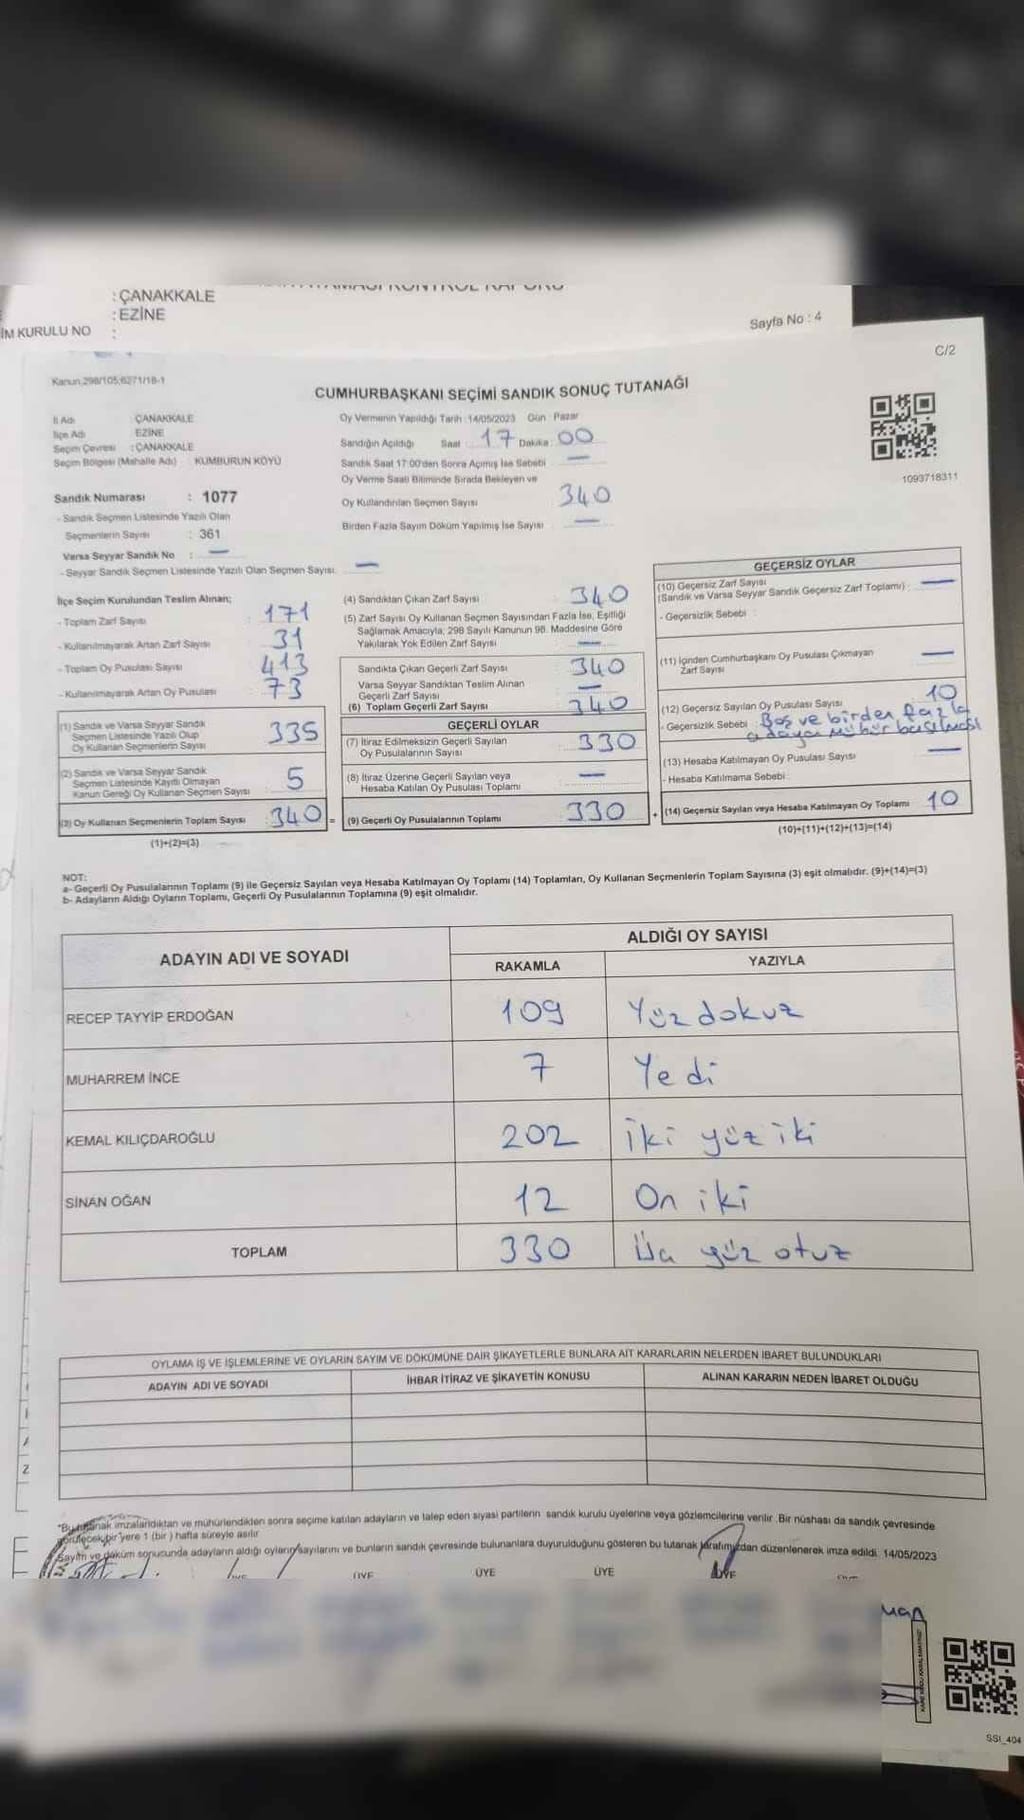 : ÇANAKKALE
: EZİNE
İM KURULU NO :
Sayfa No : 4
C/2
Kanun.298/105;6271/18-1
CUMHURBAŞKANI SEÇİMİ SANDIK SONUÇ TUTANAĞI
İl Adı ÇANAKKALE
İlçe Adı EZİNE
Seçim Çevresi : ÇANAKKALE
Seçim Bölgesi (Mahalle Adı) : KUMBURUN KÖYÜ
Sandık Numarası : 1077
- Sandık Seçmen Listesinde Yazılı Olan
Seçmenlerin Sayısı : 361
Varsa Seyyar Sandık No : —
- Seyyar Sandık Seçmen Listesinde Yazılı Olan Seçmen Sayısı: —
Oy Vermenin Yapıldığı Tarih : 14/05/2023 Gün : Pazar
Sandığın Açıldığı Saat : 17 Dakika : 00
Sandık Saat 17:00'den Sonra Açımış İse Sebebi —
Oy Verme Saati Bitiminde Sırada Bekleyen ve
Oy Kullandırılan Seçmen Sayısı 340
Birden Fazla Sayım Döküm Yapılmış İse Sayısı —
1093718311
İlçe Seçim Kurulundan Teslim Alınan;
- Toplam Zarf Sayısı : 171
- Kullanılmayarak Artan Zarf Sayısı : 31
- Toplam Oy Pusulası Sayısı : 413
- Kullanılmayarak Artan Oy Pusulası 73
(1) Sandık ve Varsa Seyyar Sandık
Seçmen Listesinde Yazılı Olup
Oy Kullanan Seçmenlerin Sayısı 335
(2) Sandık ve Varsa Seyyar Sandık
Seçmen Listesinde Kayıtlı Olmayan
Kanun Gereği Oy Kullanan Seçmen Sayısı 5
(3) Oy Kullanan Seçmenlerin Toplam Sayısı : 340 =
(1)+(2)=(3)
(4) Sandıktan Çıkan Zarf Sayısı 340
(5) Zarf Sayısı Oy Kullanan Seçmen Sayısından Fazla İse, Eşitliği
Sağlamak Amacıyla; 298 Sayılı Kanunun 98. Maddesine Göre
Yakılarak Yok Edilen Zarf Sayısı —
Sandıkta Çıkan Geçerli Zarf Sayısı 340
Varsa Seyyar Sandıktan Teslim Alınan
Geçerli Zarf Sayısı —
(6) Toplam Geçerli Zarf Sayısı 340
GEÇERLİ OYLAR
(7) İtiraz Edilmeksizin Geçerli Sayılan
Oy Pusulalarının Sayısı 330
(8) İtiraz Üzerine Geçerli Sayılan veya
Hesaba Katılan Oy Pusulası Toplamı —
(9) Geçerli Oy Pusulalarının Toplamı 330 +
GEÇERSİZ OYLAR
(10) Geçersiz Zarf Sayısı
(Sandık ve Varsa Seyyar Sandık Geçersiz Zarf Toplamı) : —
- Geçersizlik Sebebi :
(11) İçinden Cumhurbaşkanı Oy Pusulası Çıkmayan
Zarf Sayısı —
(12) Geçersiz Sayılan Oy Pusulası Sayısı 10
- Geçersizlik Sebebi : Boş ve birden fazla
adaya mühür basılması
(13) Hesaba Katılmayan Oy Pusulası Sayısı —
- Hesaba Katılmama Sebebi :
(14) Geçersiz Sayılan veya Hesaba Katılmayan Oy Toplamı 10
(10)+(11)+(12)+(13)=(14)
NOT:
a- Geçerli Oy Pusulalarının Toplamı (9) ile Geçersiz Sayılan veya Hesaba Katılmayan Oy Toplamı (14) Toplamları, Oy Kullanan Seçmenlerin Toplam Sayısına (3) eşit olmalıdır. (9)+(14)=(3)
b- Adayların Aldığı Oyların Toplamı, Geçerli Oy Pusulalarının Toplamına (9) eşit olmalıdır.
ADAYIN ADI VE SOYADI ALDIĞI OY SAYISI
RAKAMLA YAZIYLA
RECEP TAYYİP ERDOĞAN 109 Yüz dokuz
MUHARREM İNCE 7 Yedi
KEMAL KILIÇDAROĞLU 202 İki yüz iki
SİNAN OĞAN 12 On iki
TOPLAM 330 Üç yüz otuz
OYLAMA İŞ VE İŞLEMLERİNE VE OYLARIN SAYIM VE DÖKÜMÜNE DAİR ŞİKAYETLERLE BUNLARA AİT KARARLARIN NELERDEN İBARET BULUNDUKLARI
ADAYIN ADI VE SOYADI İHBAR İTİRAZ VE ŞİKAYETİN KONUSU ALINAN KARARIN NEDEN İBARET OLDUĞU
imzalandıktan ve mühürlendikten sonra seçime katılan adayların ve talep eden siyasi partilerin sandık kurulu üyelerine veya gözlemcilerine verilir. Bir nüshası da sandık çevresinde
yere 1 (bir) hafta süreyle asılır.
Sayım ve döküm sonucunda adayların aldığı oyların sayılarını ve bunların sandık çevresinde bulunanlara duyurulduğunu gösteren bu tutanak tarafımızdan düzenlenerek imza edildi. 14/05/2023
ÜYE ÜYE ÜYE
SSI_404